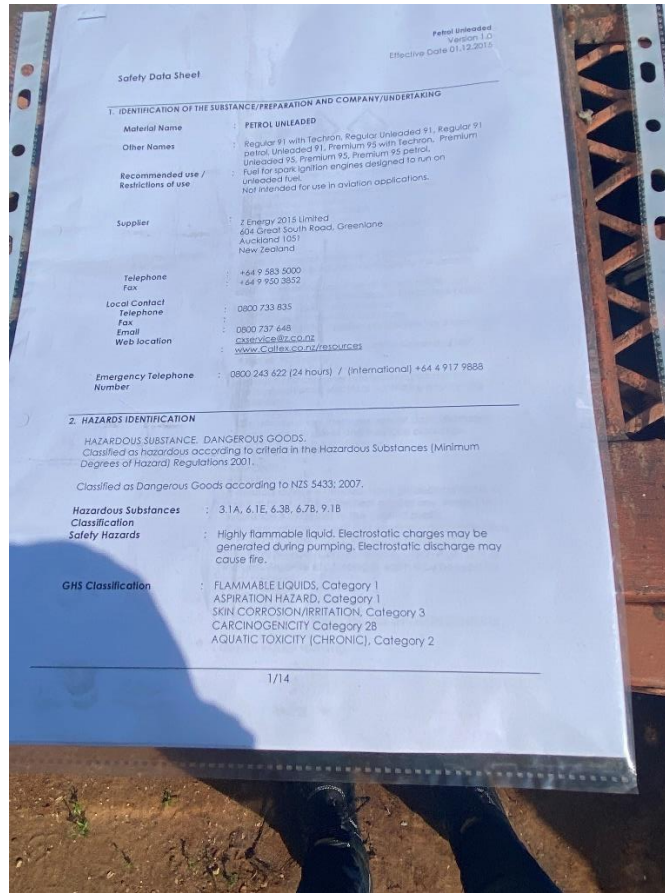 Petrol Unleaded
Version 1.0
Effective Date 01.12.2015
Safety Data Sheet
1. IDENTIFICATION OF THE SUBSTANCE/PREPARATION AND COMPANY/UNDERTAKING
Material Name : PETROL UNLEADED
Other Names : Regular 91 with Techron, Regular Unleaded 91, Regular 91
petrol, Unleaded 91, Premium 95 with Techron, Premium
Unleaded 95, Premium 95, Premium 95 petrol.
Recommended use / : Fuel for spark ignition engines designed to run on
Restrictions of use unleaded fuel.
Not intended for use in aviation applications.
Supplier : Z Energy 2015 Limited
604 Great South Road, Greenlane
Auckland 1051
New Zealand
Telephone : +64 9 583 5000
Fax : +64 9 950 3852
Local Contact
Telephone : 0800 733 835
Fax :
Email : 0800 737 648
Web location cxservice@z.co.nz
: www.Caltex.co.nz/resources
Emergency Telephone : 0800 243 622 (24 hours) / (International) +64 4 917 9888
Number
2. HAZARDS IDENTIFICATION
HAZARDOUS SUBSTANCE. DANGEROUS GOODS.
Classified as hazardous according to criteria in the Hazardous Substances (Minimum
Degrees of Hazard) Regulations 2001.
Classified as Dangerous Goods according to NZS 5433: 2007.
Hazardous Substances : 3.1A, 6.1E, 6.3B, 6.7B, 9.1B
Classification
Safety Hazards : Highly flammable liquid. Electrostatic charges may be
generated during pumping. Electrostatic discharge may
cause fire.
GHS Classification : FLAMMABLE LIQUIDS, Category 1
ASPIRATION HAZARD, Category 1
SKIN CORROSION/IRRITATION, Category 3
CARCINOGENICITY Category 2B
AQUATIC TOXICITY (CHRONIC), Category 2
1/14